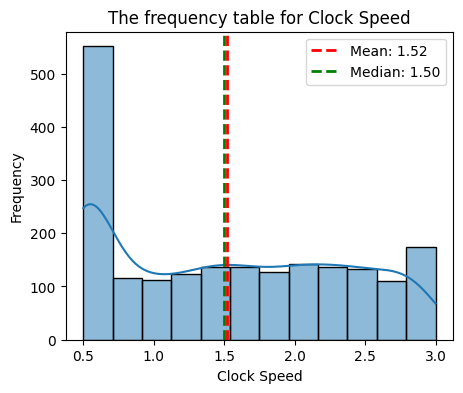 The frequency table for Clock Speed
Mean: 1.52
Median: 1.50
Frequency
500
400
300
200
100
0
0.5 1.0 1.5 2.0 2.5 3.0
Clock Speed